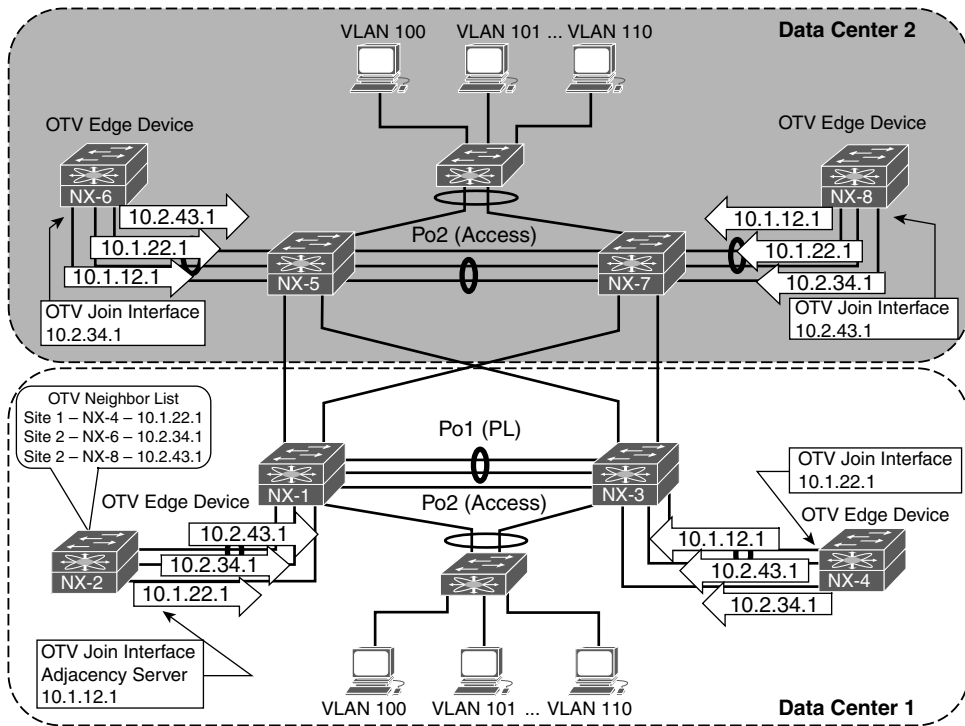 VLAN 100
VLAN 101 ... VLAN 110
Data Center 2
OTV Edge Device
OTV Edge Device
NX-6
NX-8
10.2.43.1
10.1.12.1
10.1.22.1
Po2 (Access)
10.1.22.1
10.1.12.1
NX-5
NX-7
10.2.34.1
OTV Join Interface
10.2.34.1
OTV Join Interface
10.2.43.1
OTV Neighbor List
Site 1 – NX-4 – 10.1.22.1
Site 2 – NX-6 – 10.2.34.1
Site 2 – NX-8 – 10.2.43.1
Po1 (PL)
OTV Join Interface
10.1.22.1
NX-1
NX-3
OTV Edge Device
Po2 (Access)
OTV Edge Device
10.2.43.1
10.1.12.1
NX-2
10.2.34.1
10.2.43.1
NX-4
10.1.22.1
10.2.34.1
OTV Join Interface
Adjacency Server
10.1.12.1
VLAN 100
VLAN 101 ... VLAN 110
Data Center 1